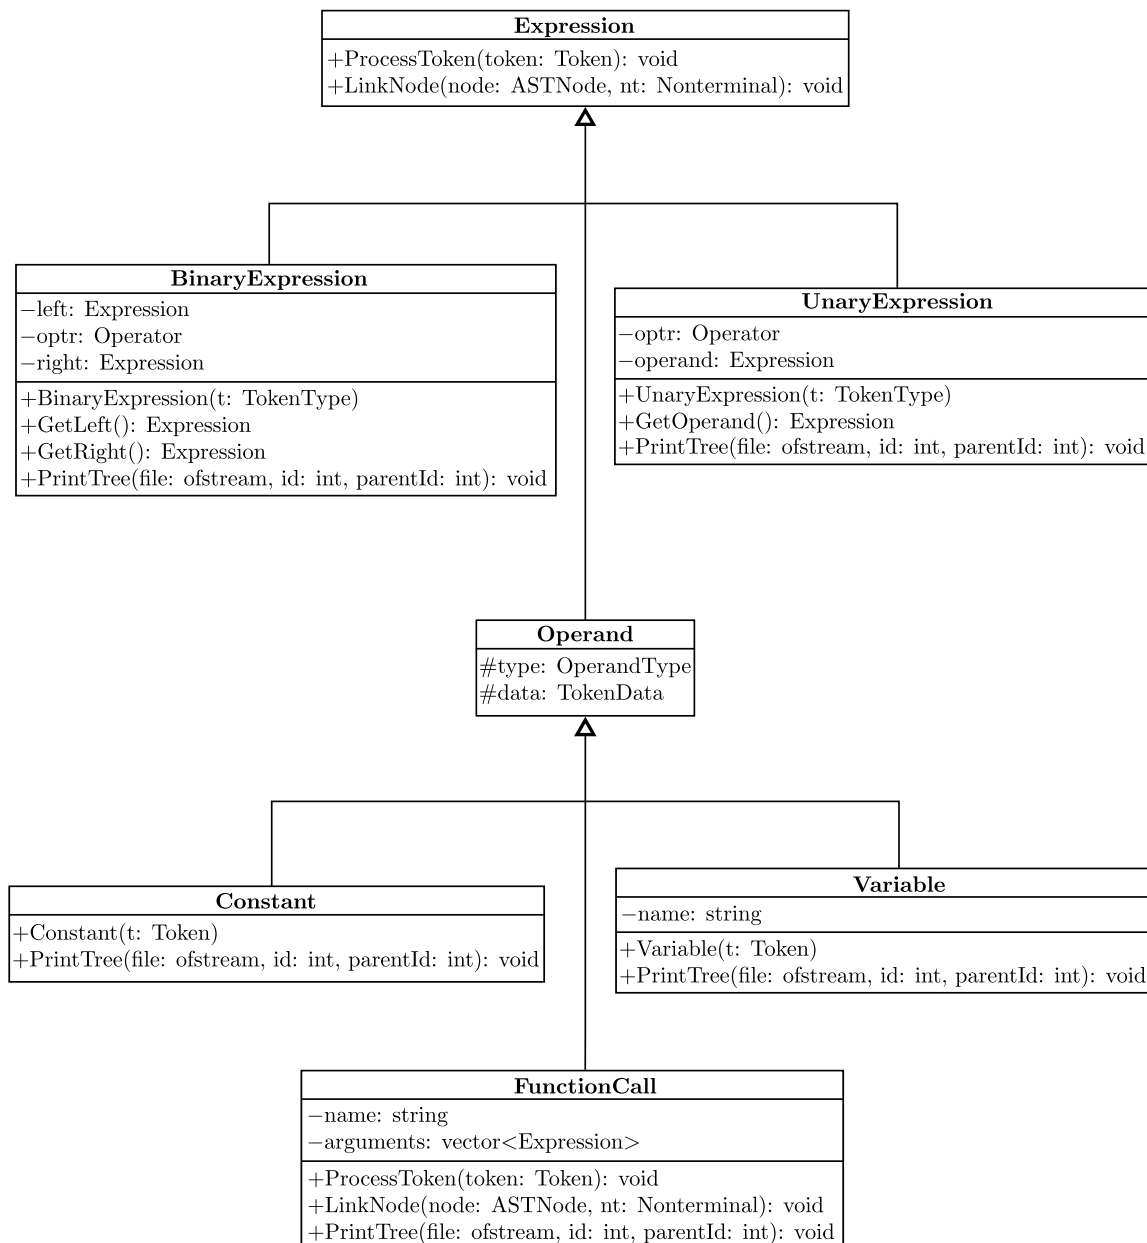 Expression
+ProcessToken(token: Token): void
+LinkNode(node: ASTNode, nt: Nonterminal): void
BinaryExpression
−left: Expression
−optr: Operator
−right: Expression
+BinaryExpression(t: TokenType)
+GetLeft(): Expression
+GetRight(): Expression
+PrintTree(file: ofstream, id: int, parentId: int): void
UnaryExpression
−optr: Operator
−operand: Expression
+UnaryExpression(t: TokenType)
+GetOperand(): Expression
+PrintTree(file: ofstream, id: int, parentId: int): void
Operand
#type: OperandType
#data: TokenData
Constant
+Constant(t: Token)
+PrintTree(file: ofstream, id: int, parentId: int): void
Variable
−name: string
+Variable(t: Token)
+PrintTree(file: ofstream, id: int, parentId: int): void
FunctionCall
−name: string
−arguments: vector<Expression>
+ProcessToken(token: Token): void
+LinkNode(node: ASTNode, nt: Nonterminal): void
+PrintTree(file: ofstream, id: int, parentId: int): void